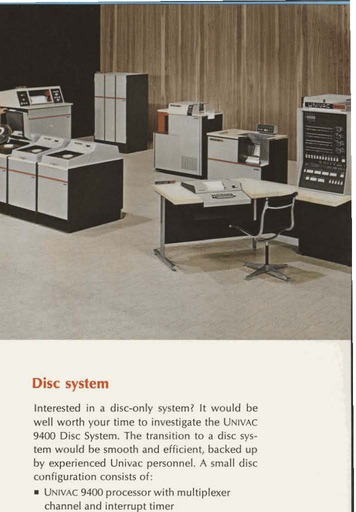 Disc system
Interested in a disc-only system? It would be
well worth your time to investigate the UNIVAC
9400 Disc System. The transition to a disc sys-
tem would be smooth and efficient, backed up
by experienced Univac personnel. A small disc
configuration consists of:
▪ UNIVAC 9400 processor with multiplexer
channel and interrupt timer